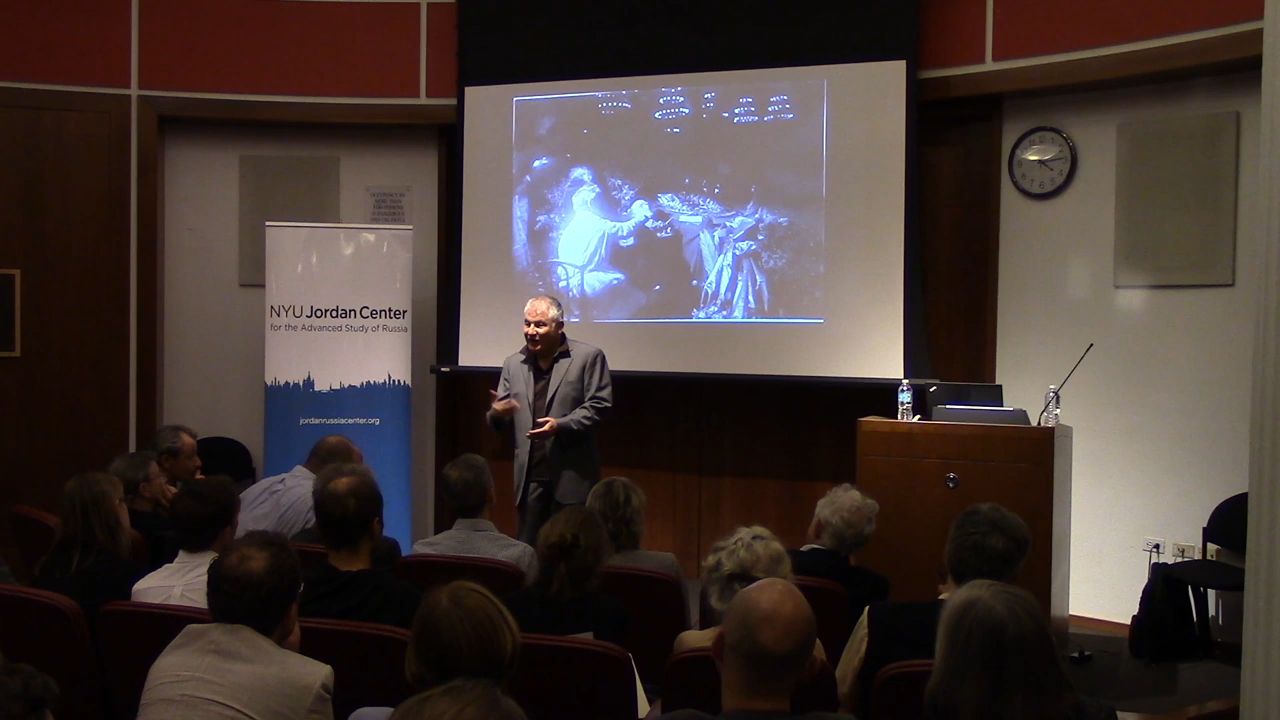 NYU Jordan Center
for the Advanced Study of Russia
jordanrussiacenter.org